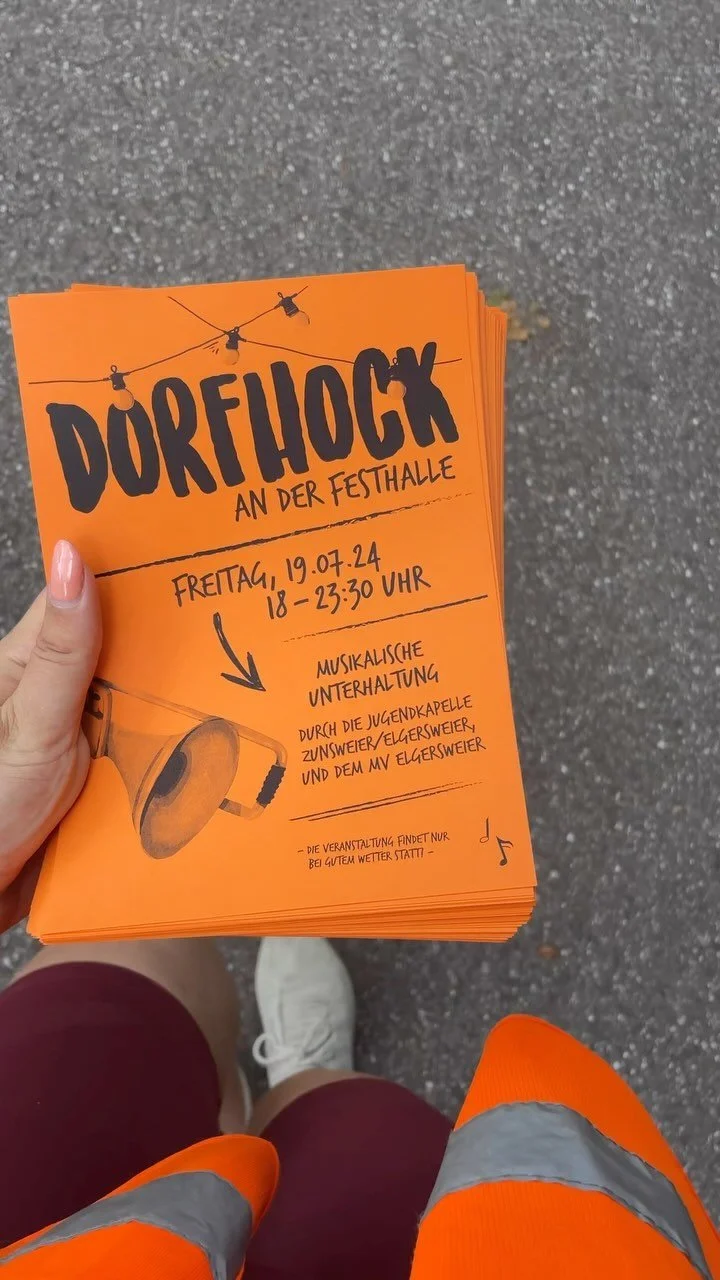 DORFHOCK
AN DER FESTHALLE
FREITAG, 19.07.24
18 – 23:30 UHR
MUSIKALISCHE
UNTERHALTUNG
DURCH DIE JUGENDKAPELLE
ZUNSWEIER/ELGERSWEIER,
UND DEM MV ELGERSWEIER
– DIE VERANSTALTUNG FINDET NUR
BEI GUTEM WETTER STATT! –